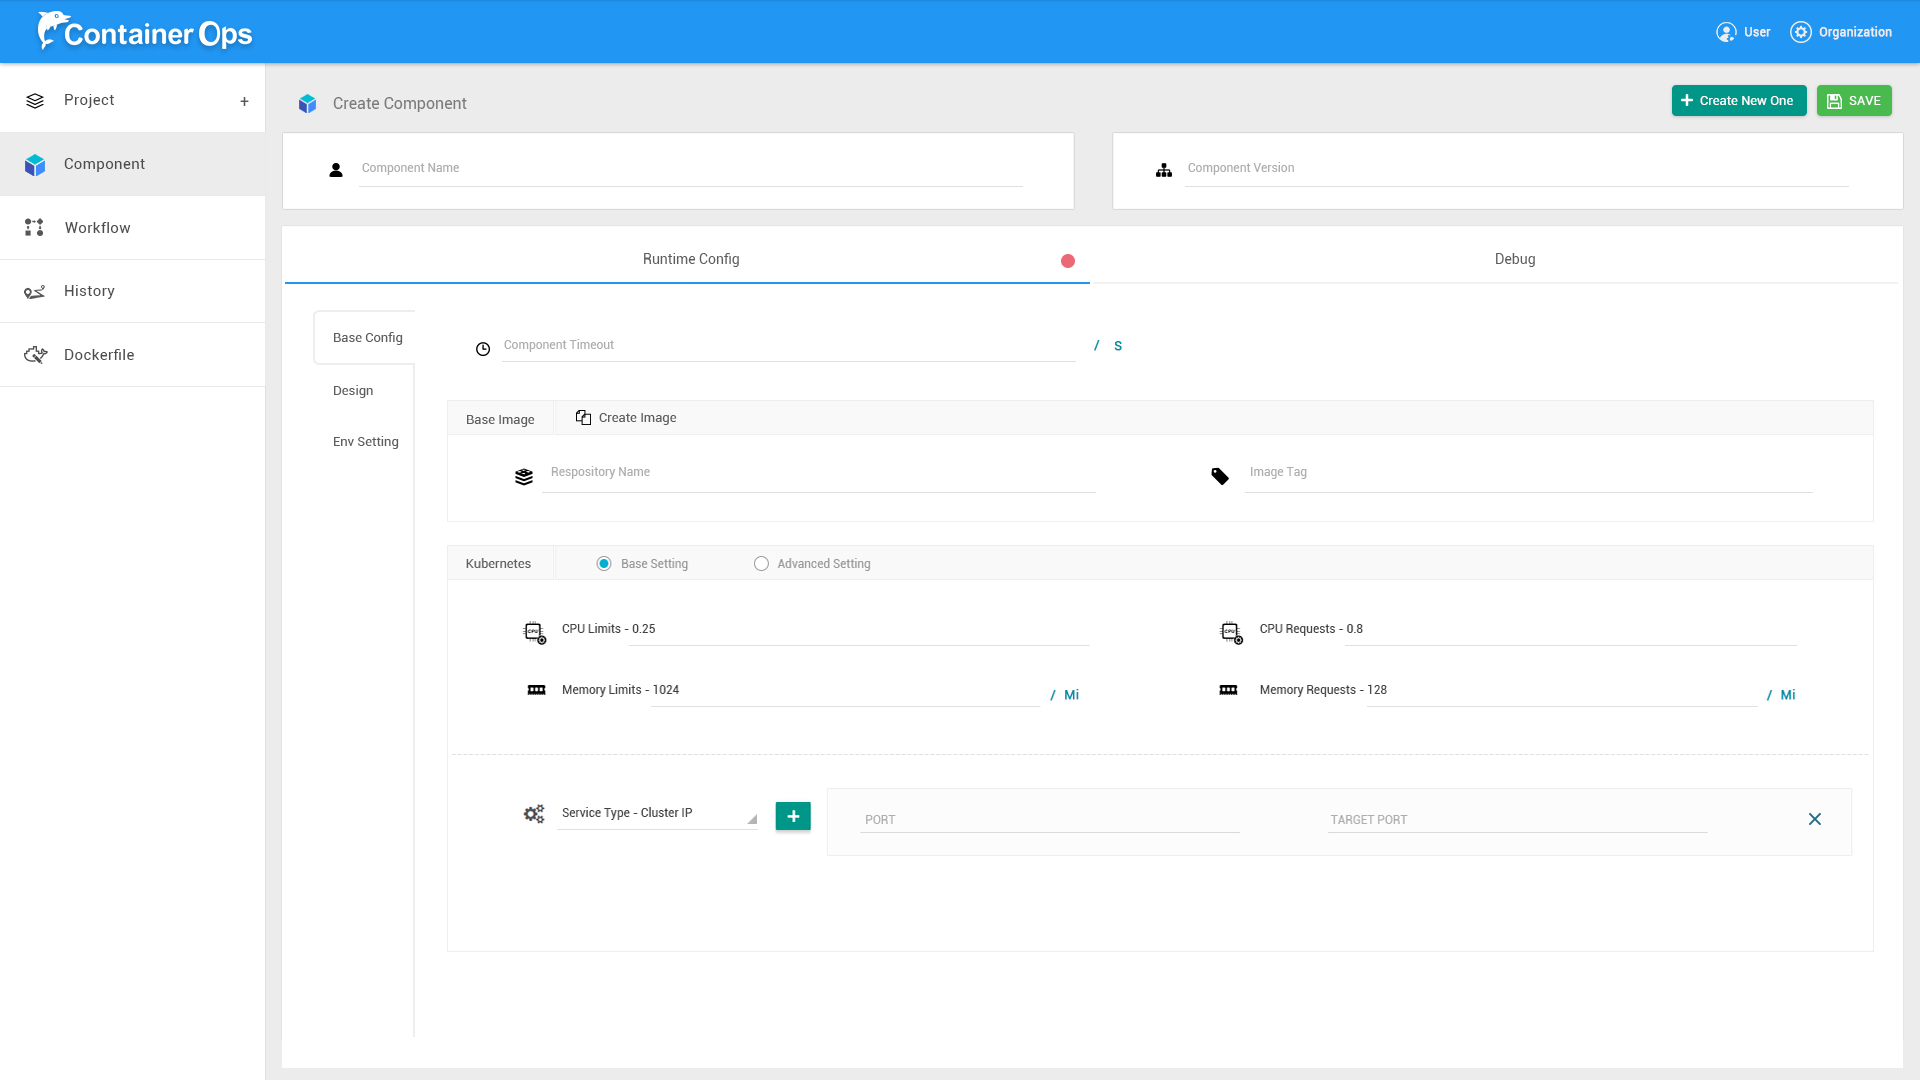 Container Ops
User
Organization
Project
+
Component
Workflow
History
Dockerfile
Create Component
+ Create New One
SAVE
Component Name
Component Version
Runtime Config
Debug
Base Config
Design
Env Setting
Component Timeout
/ S
Base Image
Create Image
Respository Name
Image Tag
Kubernetes
Base Setting
Advanced Setting
CPU
CPU Limits - 0.25
CPU
CPU Requests - 0.8
Memory Limits - 1024
/ Mi
Memory Requests - 128
/ Mi
Service Type - Cluster IP
+
PORT
TARGET PORT